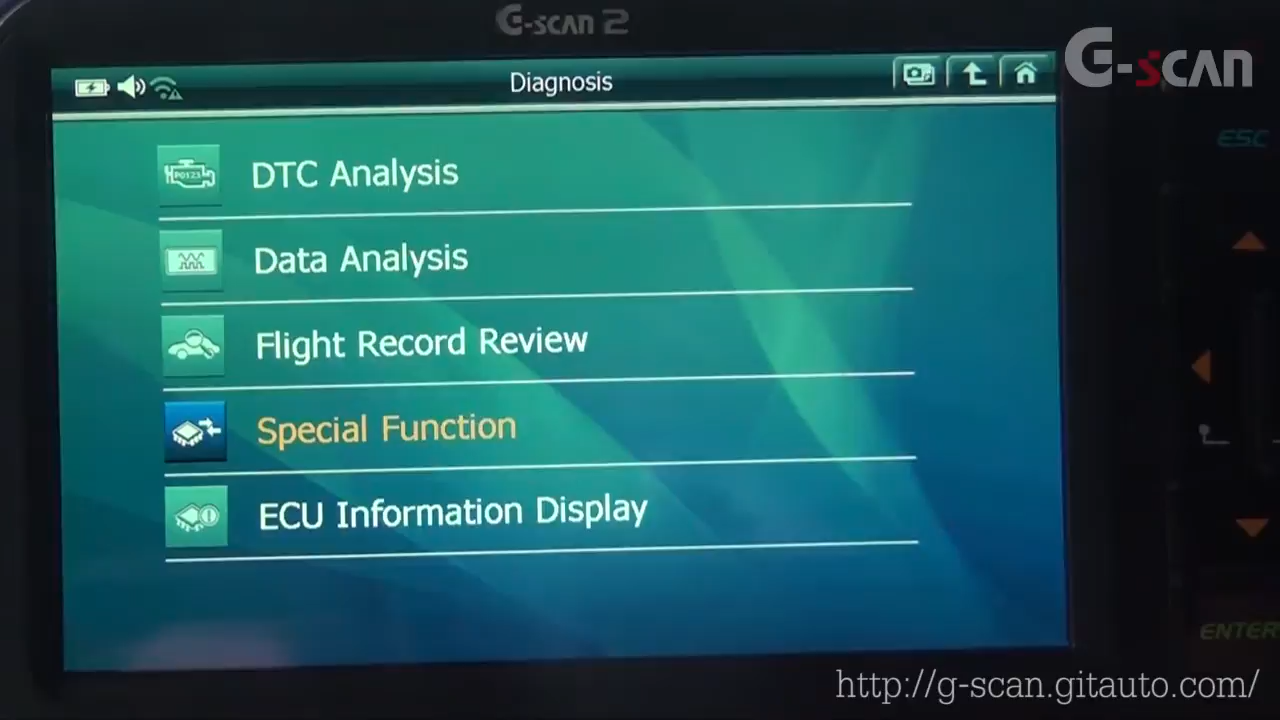 G-scan 2
G-scan
Diagnosis
ESC
P0123
DTC Analysis
Data Analysis
Flight Record Review
Special Function
ECU Information Display
ENTER
http://g-scan.gitauto.com/